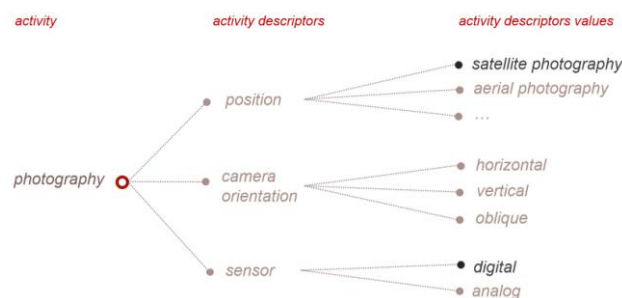 activity
activity descriptors
activity descriptors values
satellite photography
position
aerial photography
...
photography
camera
orientation
horizontal
vertical
oblique
sensor
digital
analog